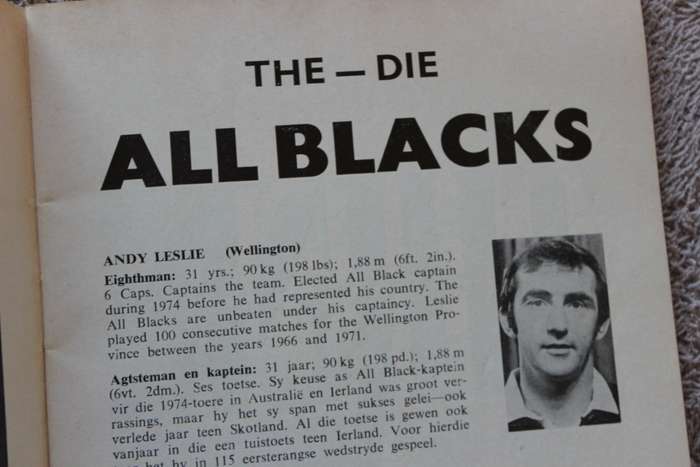 THE — DIE
ALL BLACKS
ANDY LESLIE (Wellington)
Eighthman: 31 yrs.; 90 kg (198 lbs); 1,88 m (6ft. 2in.).
6 Caps. Captains the team. Elected All Black captain
during 1974 before he had represented his country. The
All Blacks are unbeaten under his captaincy. Leslie
played 100 consecutive matches for the Wellington Pro-
vince between the years 1966 and 1971.
Agtsteman en kaptein: 31 jaar; 90 kg (198 pd.); 1,88 m
(6vt. 2dm.). Ses toetse. Sy keuse as All Black-kaptein
vir die 1974-toere in Australië en Ierland was groot ver-
rassings, maar hy het sy span met sukses gelei—ook
verlede jaar teen Skotland. Al die toetse is gewen ook
vanjaar in die een tuistoets teen Ierland. Voor hierdie
het hy in 115 eersterangse wedstryde gespeel.